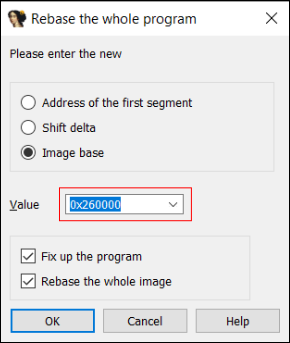 Rebase the whole program
Please enter the new
Address of the first segment
Shift delta
Image base
Value 0x260000
Fix up the program
Rebase the whole image
OK Cancel Help